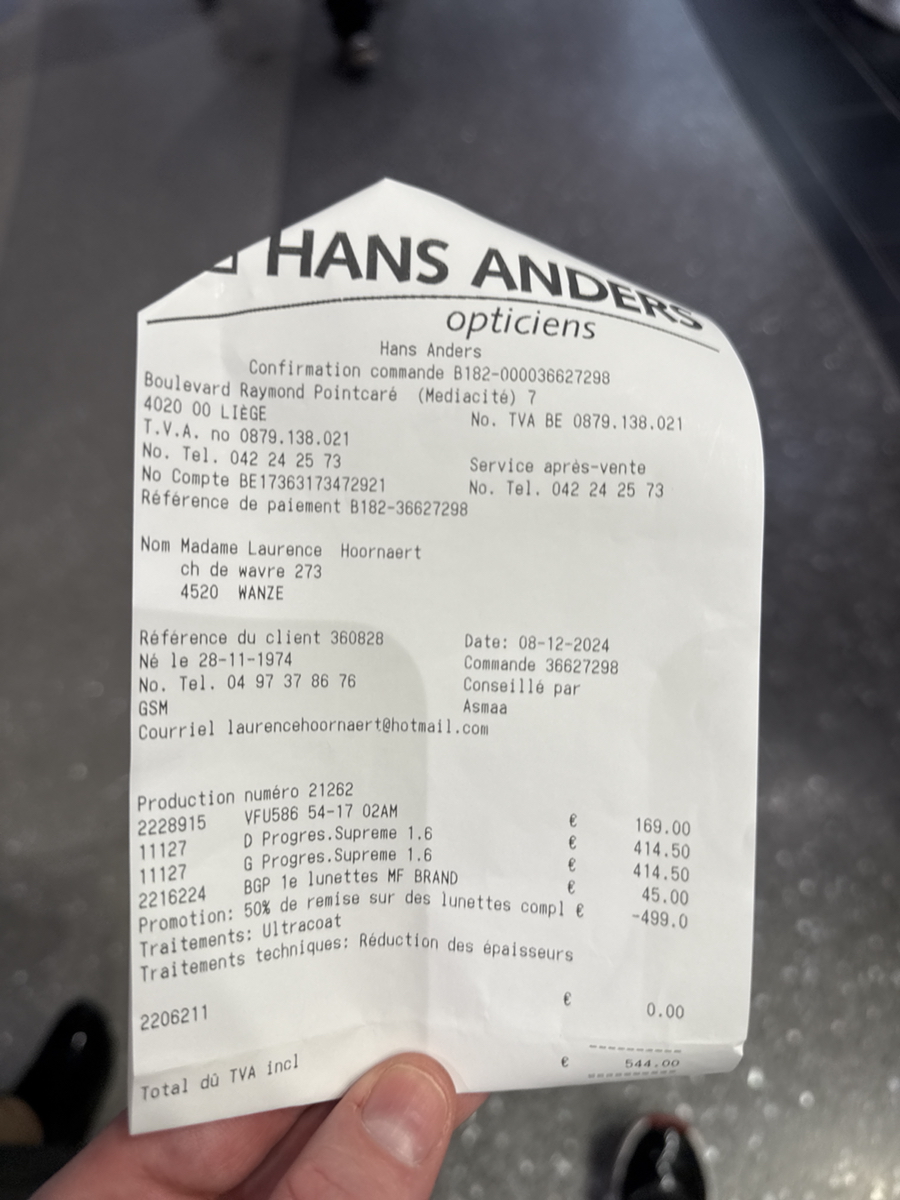 HANS ANDERS
opticiens
Hans Anders
Confirmation commande B182-000036627298
Boulevard Raymond Pointcaré (Mediacité) 7
4020 00 LIÈGE No. TVA BE 0879.138.021
T.V.A. no 0879.138.021
No. Tel. 042 24 25 73 Service après-vente
No Compte BE17363173472921 No. Tel. 042 24 25 73
Référence de paiement B182-36627298
Nom Madame Laurence Hoornaert
ch de wavre 273
4520 WANZE
Référence du client 360828 Date: 08-12-2024
Né le 28-11-1974 Commande 36627298
No. Tel. 04 97 37 86 76 Conseillé par
GSM Asmaa
Courriel laurencehoornaert@hotmail.com
Production numéro 21262
2228915 VFU586 54-17 02AM € 169.00
11127 D Progres.Supreme 1.6 € 414.50
11127 G Progres.Supreme 1.6 € 414.50
2216224 BGP 1e lunettes MF BRAND € 45.00
Promotion: 50% de remise sur des lunettes compl € -499.0
Traitements: Ultracoat
Traitements techniques: Réduction des épaisseurs
2206211 € 0.00
Total dû TVA incl € 544.00